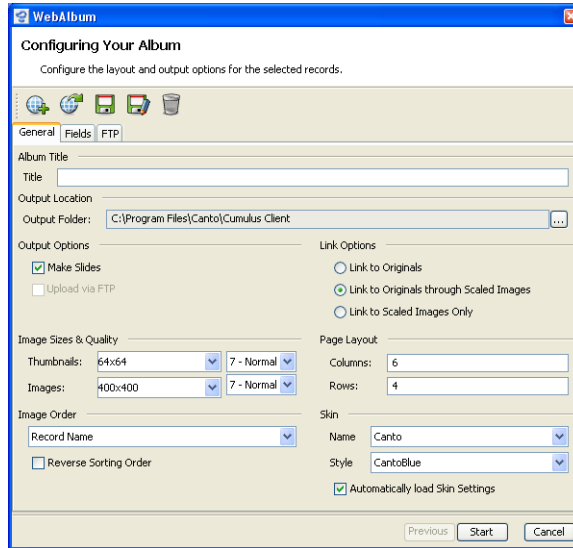 WebAlbum
Configuring Your Album
Configure the layout and output options for the selected records.
General Fields FTP
Album Title
Title
Output Location
Output Folder: C:\Program Files\Canto\Cumulus Client ...
Output Options Link Options
Make Slides Link to Originals
Upload via FTP Link to Originals through Scaled Images
Link to Scaled Images Only
Image Sizes & Quality Page Layout
Thumbnails: 64x64 7 - Normal Columns: 6
Images: 400x400 7 - Normal Rows: 4
Image Order Skin
Record Name Name Canto
Reverse Sorting Order Style CantoBlue
Automatically load Skin Settings
Previous Start Cancel